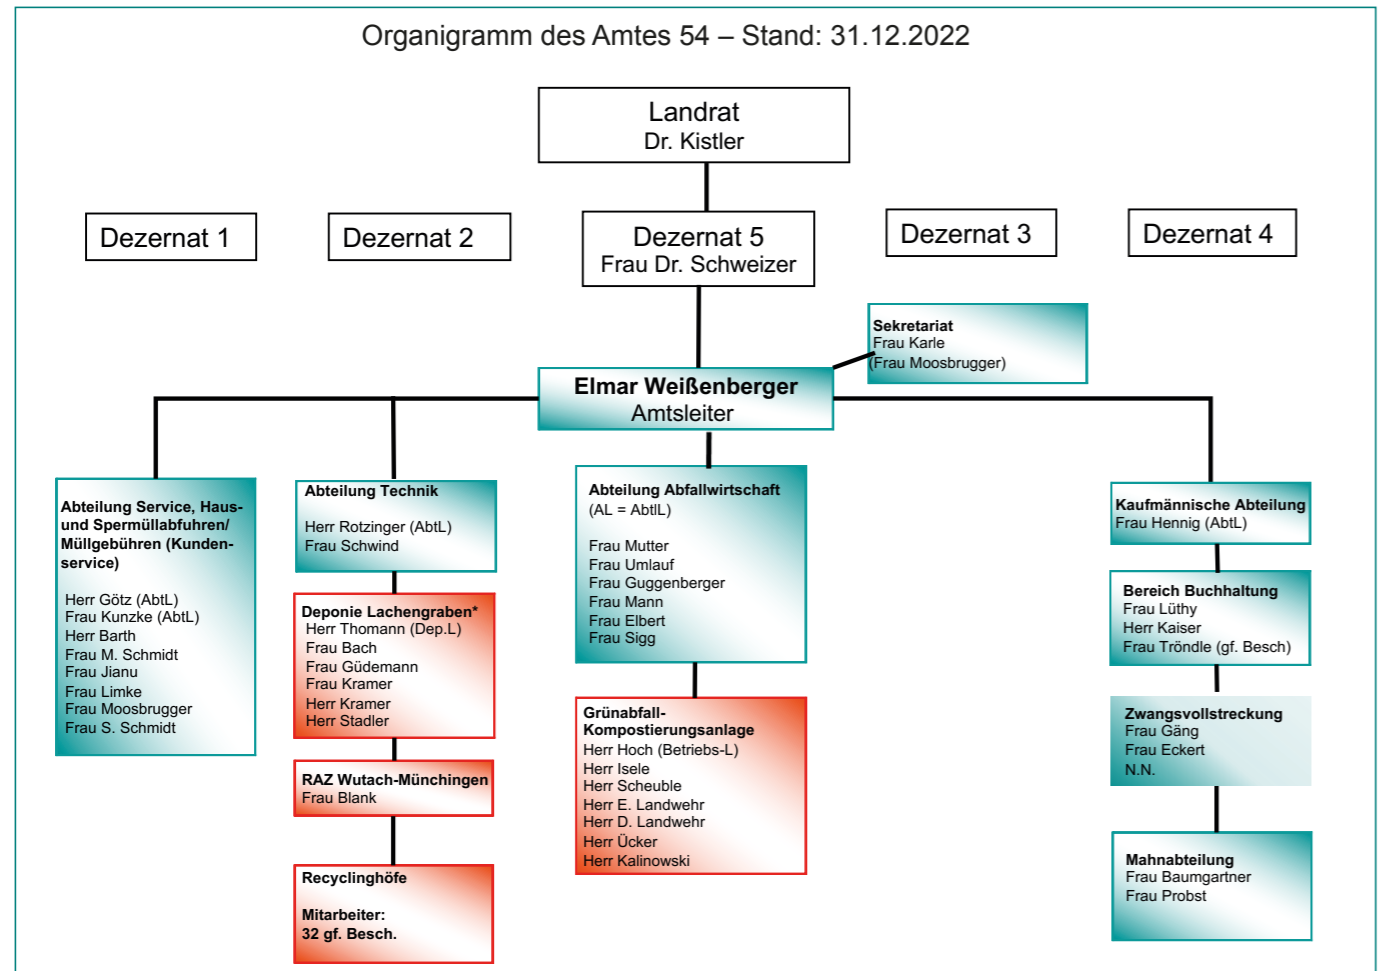 Organigramm des Amtes 54 – Stand: 31.12.2022
Landrat
Dr. Kistler
Dezernat 1
Dezernat 2
Dezernat 5
Frau Dr. Schweizer
Dezernat 3
Dezernat 4
Sekretariat
Frau Karle
(Frau Moosbrugger)
Elmar Weißenberger
Amtsleiter
Abteilung Service, Haus-
und Spermüllabfuhren/
Müllgebühren (Kunden-
service)
Herr Götz (AbtL)
Frau Kunzke (AbtL)
Herr Barth
Frau M. Schmidt
Frau Jianu
Frau Limke
Frau Moosbrugger
Frau S. Schmidt
Abteilung Technik
Herr Rotzinger (AbtL)
Frau Schwind
Deponie Lachengraben*
Herr Thomann (Dep.L)
Frau Bach
Frau Güdemann
Frau Kramer
Herr Kramer
Herr Stadler
RAZ Wutach-Münchingen
Frau Blank
Recyclinghöfe
Mitarbeiter:
32 gf. Besch.
Abteilung Abfallwirtschaft
(AL = AbtlL)
Frau Mutter
Frau Umlauf
Frau Guggenberger
Frau Mann
Frau Elbert
Frau Sigg
Grünabfall-
Kompostierungsanlage
Herr Hoch (Betriebs-L)
Herr Isele
Herr Scheuble
Herr E. Landwehr
Herr D. Landwehr
Herr Ücker
Herr Kalinowski
Kaufmännische Abteilung
Frau Hennig (AbtL)
Bereich Buchhaltung
Frau Lüthy
Herr Kaiser
Frau Tröndle (gf. Besch)
Zwangsvollstreckung
Frau Gäng
Frau Eckert
N.N.
Mahnabteilung
Frau Baumgartner
Frau Probst